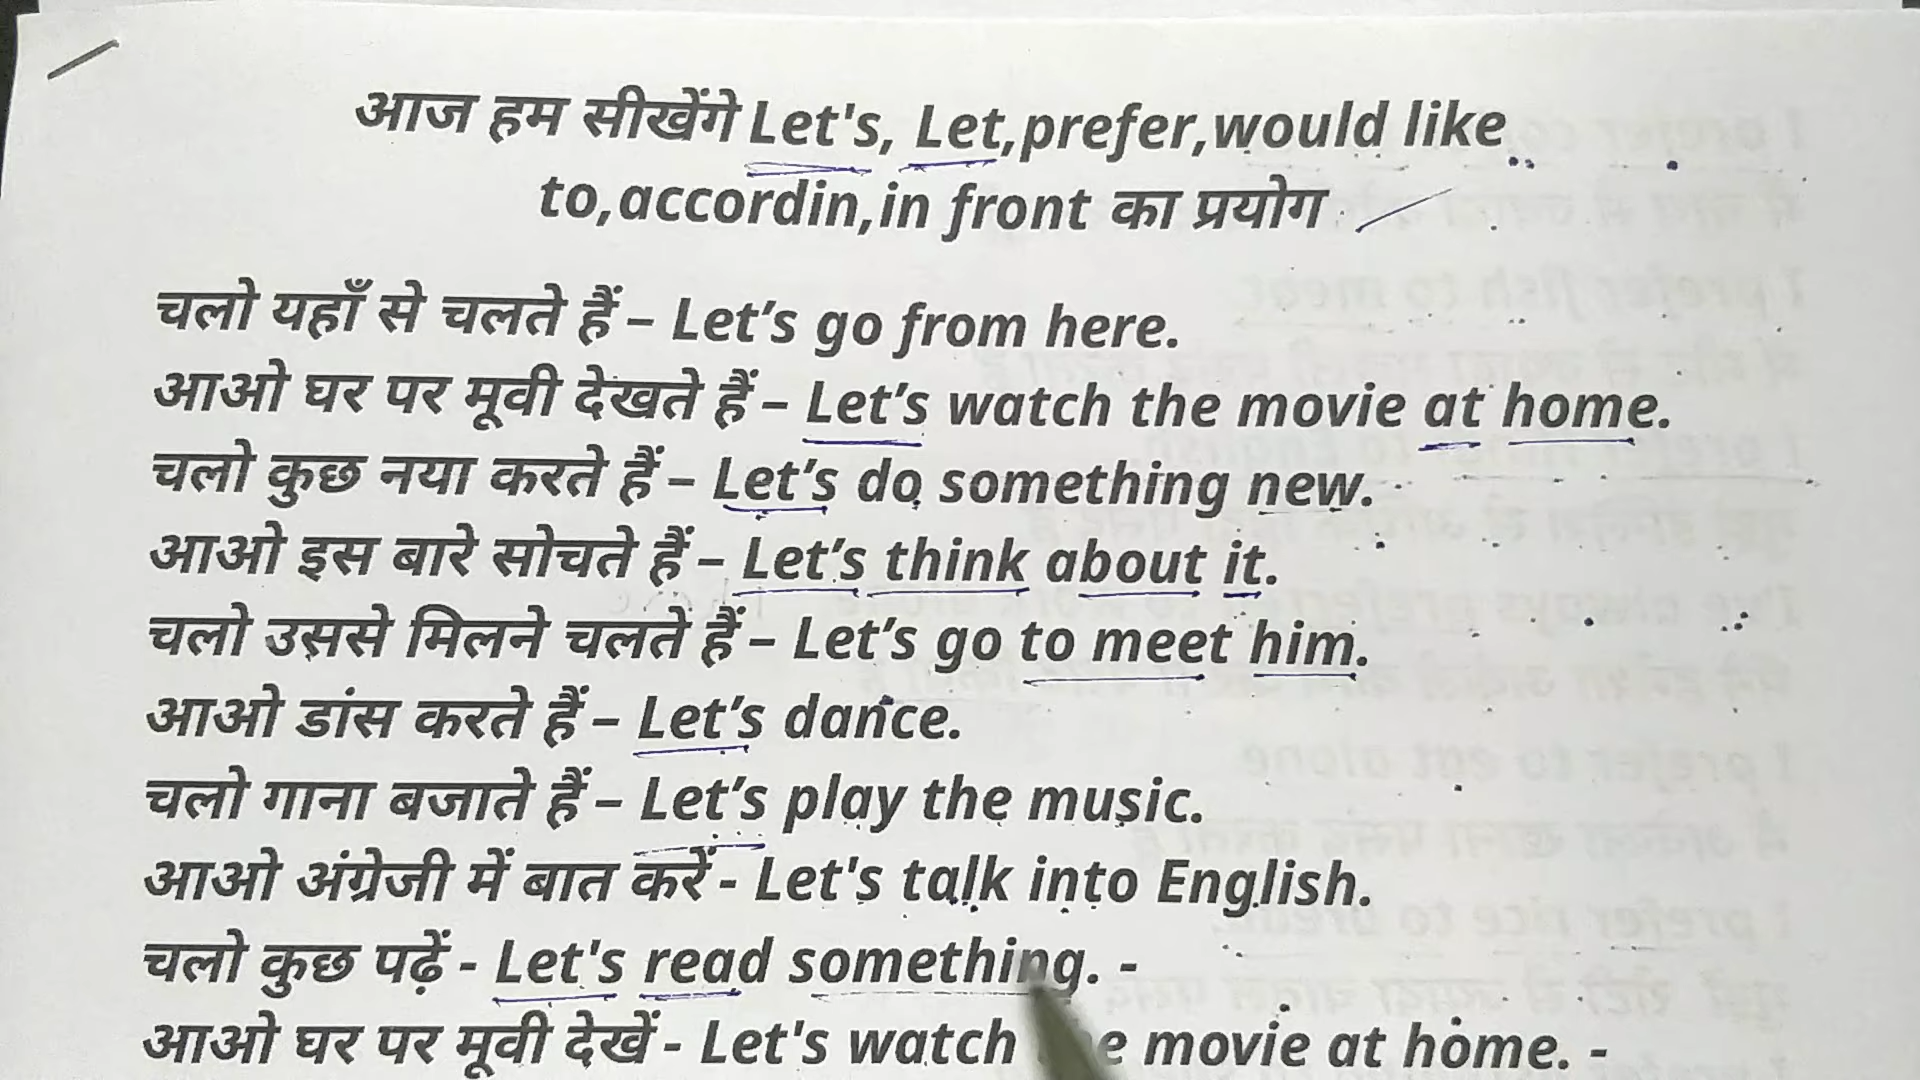 आज हम सीखेंगे Let's, Let,prefer,would like
to,accordin,in front का प्रयोग
चलो यहाँ से चलते हैं – Let’s go from here.
आओ घर पर मूवी देखते हैं – Let’s watch the movie at home.
चलो कुछ नया करते हैं – Let’s do something new.
आओ इस बारे सोचते हैं – Let’s think about it.
चलो उससे मिलने चलते हैं – Let’s go to meet him.
आओ डांस करते हैं – Let’s dance.
चलो गाना बजाते हैं – Let’s play the music.
आओ अंग्रेजी में बात करें - Let's talk into English.
चलो कुछ पढ़ें - Let's read something. -
आओ घर पर मूवी देखें - Let's watch movie at home. -